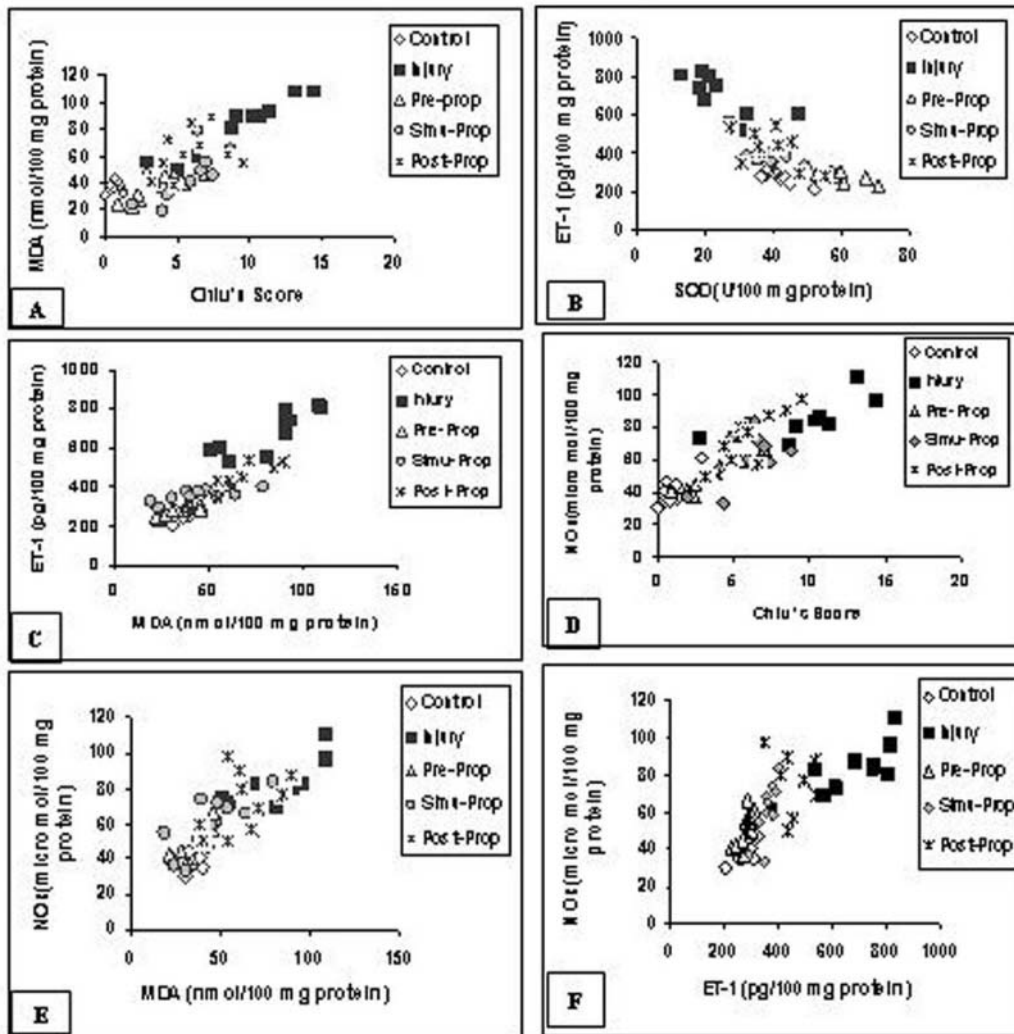 MDA (nmol/100 mg protein)
120
100
80
60
40
20
0
0 5 10 15 20
Chiu's Score
Control
Injury
Pre-prop
Simu-Prop
Post-Prop
A
ET-1 (pg/100 mg protein)
1000
800
600
400
200
0
0 20 40 60 80
SOD(U/100 mg protein)
Control
Injury
Pre-Prop
Simu-Prop
Post-Prop
B
ET-1 (pg/100 mg protein)
1000
800
600
400
200
0
0 50 100 150
MDA (nmol/100 mg protein)
Control
Injury
Pre-Prop
Simu-Prop
Post-Prop
C
NOx(micro mol/100 mg
protein)
120
100
80
60
40
20
0
0 5 10 15 20
Chiu's Score
Control
Injury
Pre-Prop
Simu-Prop
Post-Prop
D
NOx(micro mol/100 mg
protein)
120
100
80
60
40
20
0
0 50 100 150
MDA (nmol/100 mg protein)
Control
Injury
Pre-Prop
Simu-Prop
Post-Prop
E
NOx(micro mol/100 mg
protein)
120
100
80
60
40
20
0
0 200 400 600 800 1000
ET-1 (pg/100 mg protein)
Control
Injury
Pre-Prop
Simu-Prop
Post-Prop
F